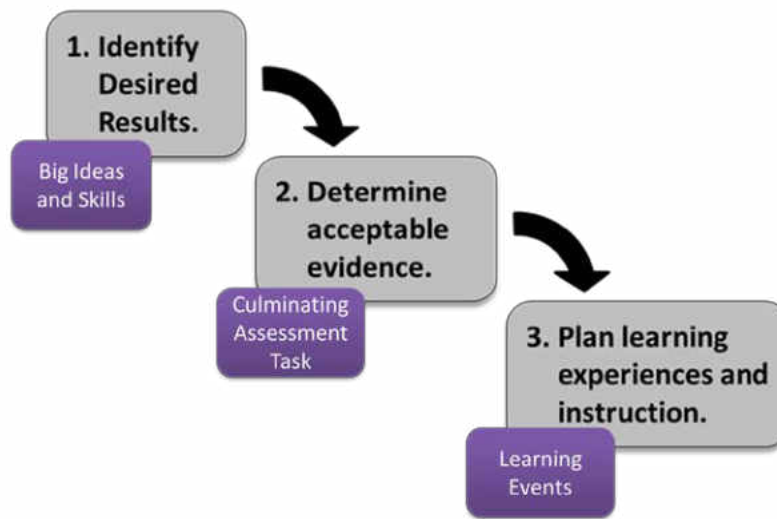 1. Identify
Desired
Results.
Big Ideas
and Skills
2. Determine
acceptable
evidence.
Culminating
Assessment
Task
3. Plan learning
experiences and
instruction.
Learning
Events